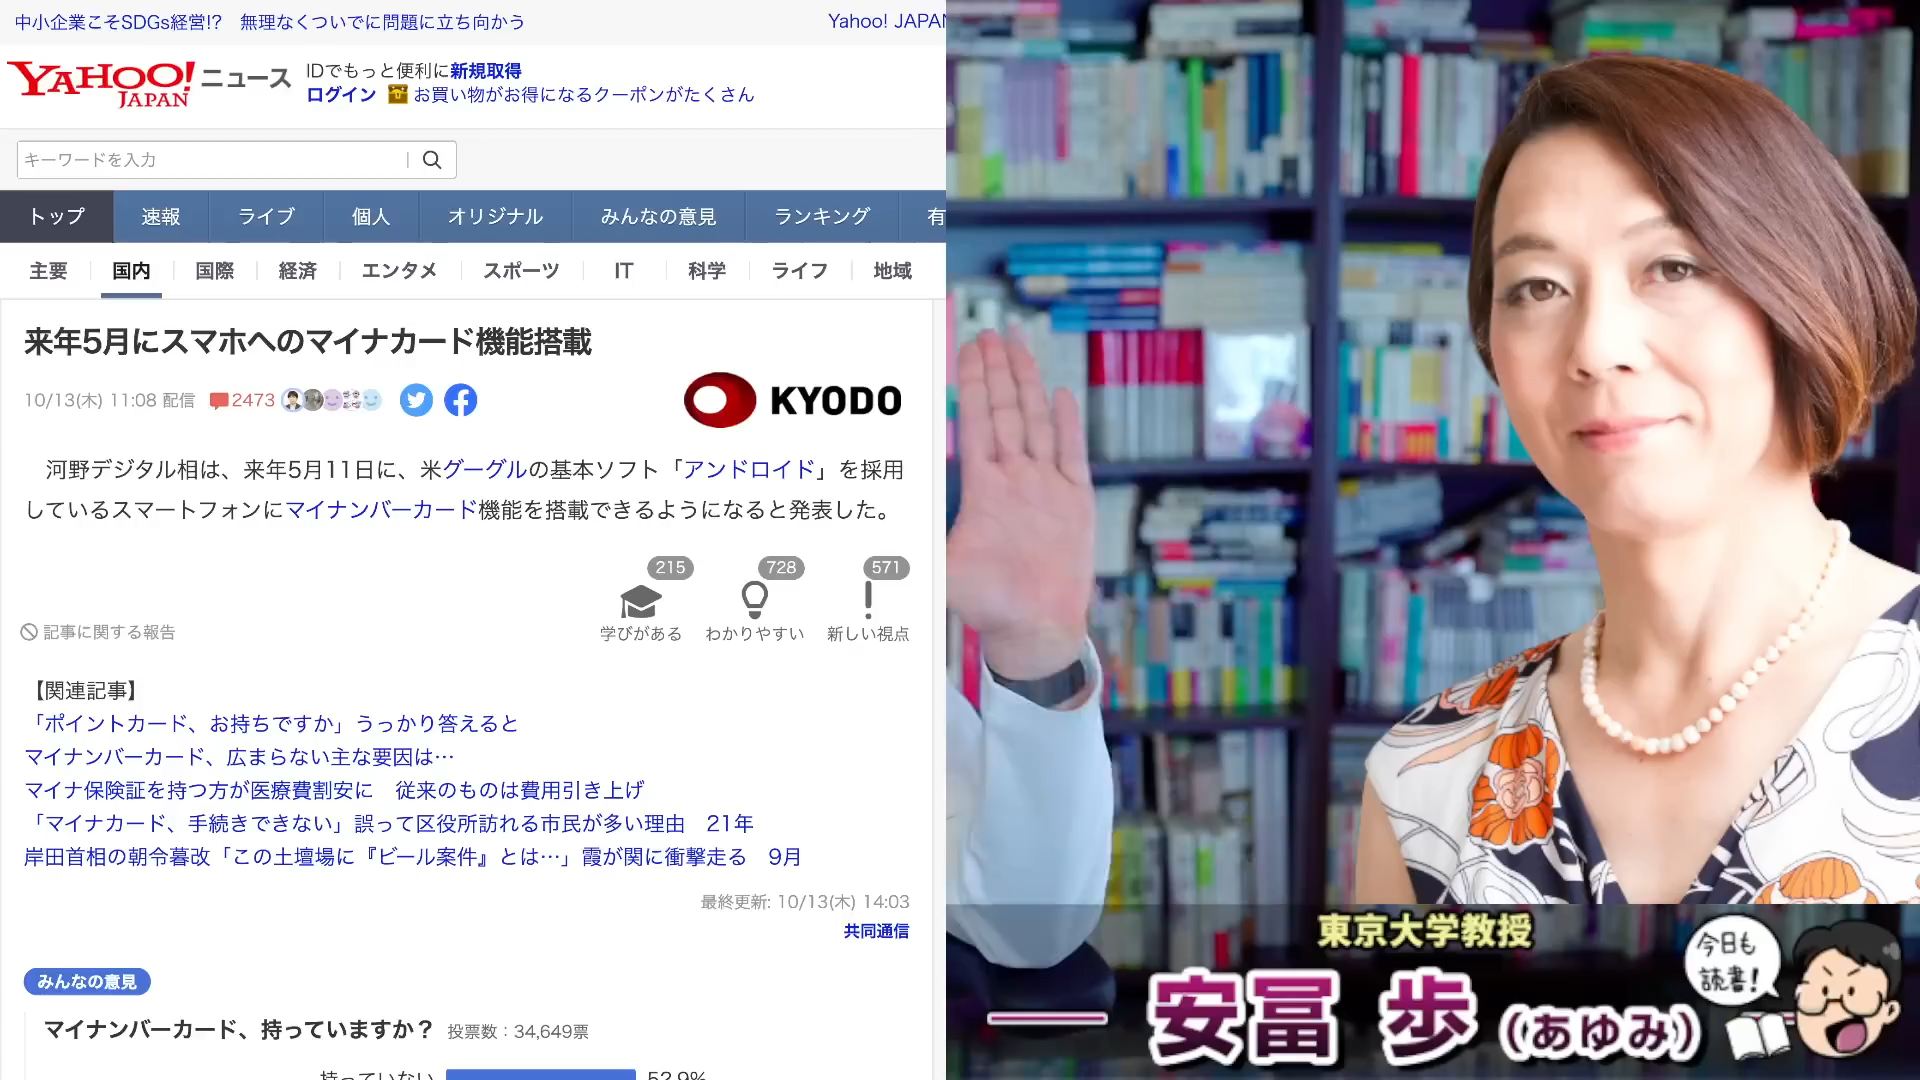 中小企業こそSDGs経営!?　無理なくついでに問題に立ち向かう
Yahoo! JAPAN
YAHOO! JAPAN ニュース
IDでもっと便利に新規取得
ログイン お買い物がお得になるクーポンがたくさん
キーワードを入力
トップ 速報 ライブ 個人 オリジナル みんなの意見 ランキング 有
主要 国内 国際 経済 エンタメ スポーツ IT 科学 ライフ 地域
来年5月にスマホへのマイナカード機能搭載
10/13(木) 11:08 配信 2473
KYODO
河野デジタル相は、来年5月11日に、米グーグルの基本ソフト「アンドロイド」を採用
しているスマートフォンにマイナンバーカード機能を搭載できるようになると発表した。
215 728 571
学びがある わかりやすい 新しい視点
記事に関する報告
【関連記事】
「ポイントカード、お持ちですか」うっかり答えると
マイナンバーカード、広まらない主な要因は…
マイナ保険証を持つ方が医療費割安に　従来のものは費用引き上げ
「マイナカード、手続きできない」誤って区役所訪れる市民が多い理由　21年
岸田首相の朝令暮改「この土壇場に『ビール案件』とは…」霞が関に衝撃走る　9月
最終更新: 10/13(木) 14:03
共同通信
みんなの意見
マイナンバーカード、持っていますか？ 投票数：34,649票
持っていない 52.9%
東京大学教授
安冨 歩 (あゆみ)
今日も
読書!